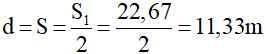 d = S = S₁/2 = 22,67/2 = 11,33m